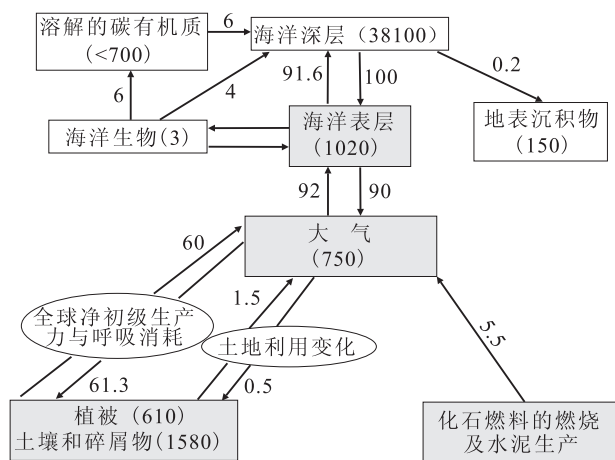 溶解的碳有机质
(<700)
6
海洋深层(38100)
91.6
100
0.2
6
4
海洋生物(3)
海洋表层
(1020)
地表沉积物
(150)
92
90
大 气
(750)
60
全球净初级生产
力与呼吸消耗
61.3
1.5
土地利用变化
0.5
5.5
植被(610)
土壤和碎屑物(1580)
化石燃料的燃烧
及水泥生产